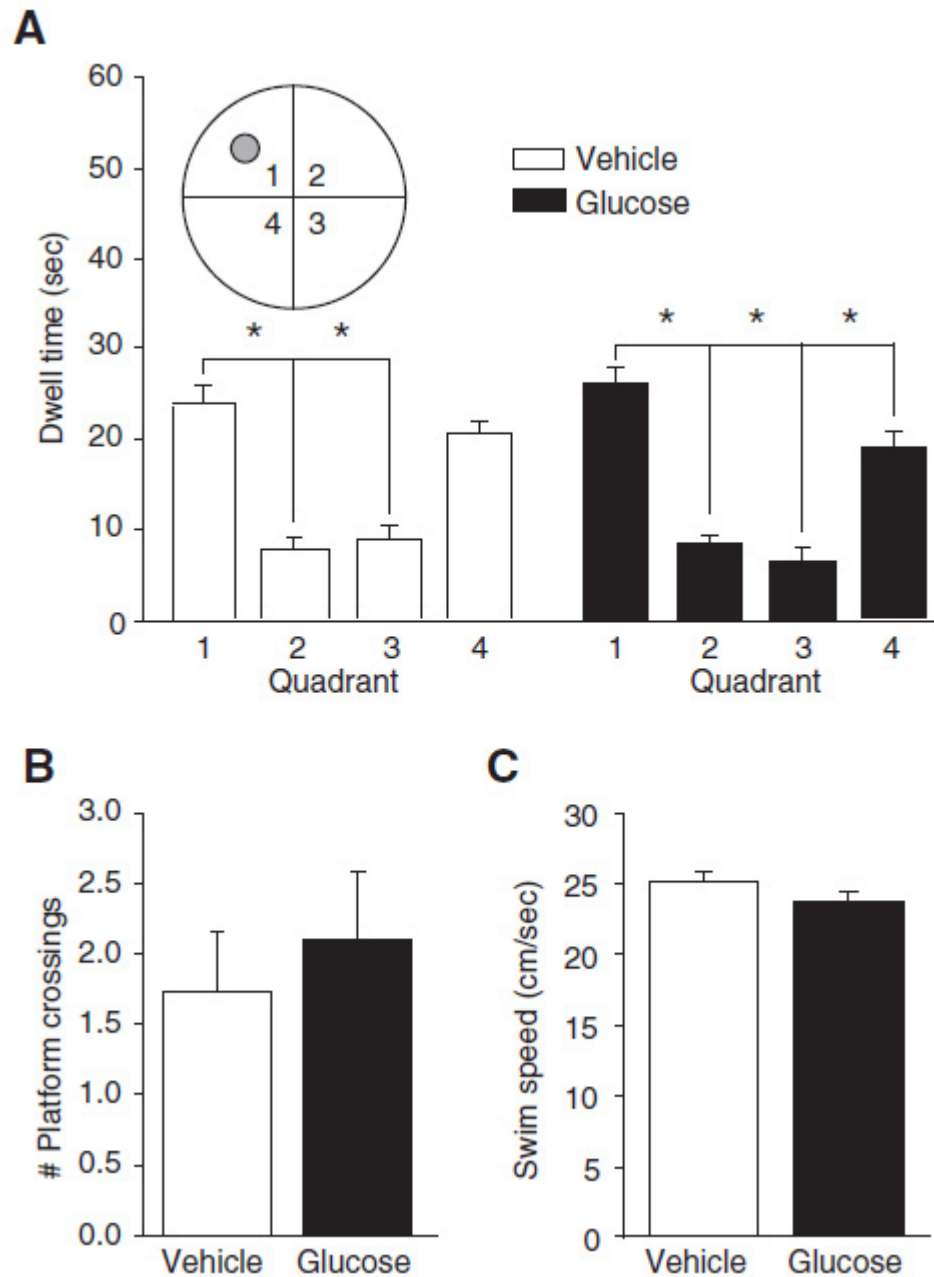 A
60
50
40
30
20
10
0
Dwell time (sec)
1 2
4 3
Vehicle
Glucose
* *
* * *
1 2 3 4
Quadrant
1 2 3 4
Quadrant
B
3.0
2.5
2.0
1.5
1.0
0.5
0.0
# Platform crossings
Vehicle Glucose
C
30
25
20
15
10
5
0
Swim speed (cm/sec)
Vehicle Glucose